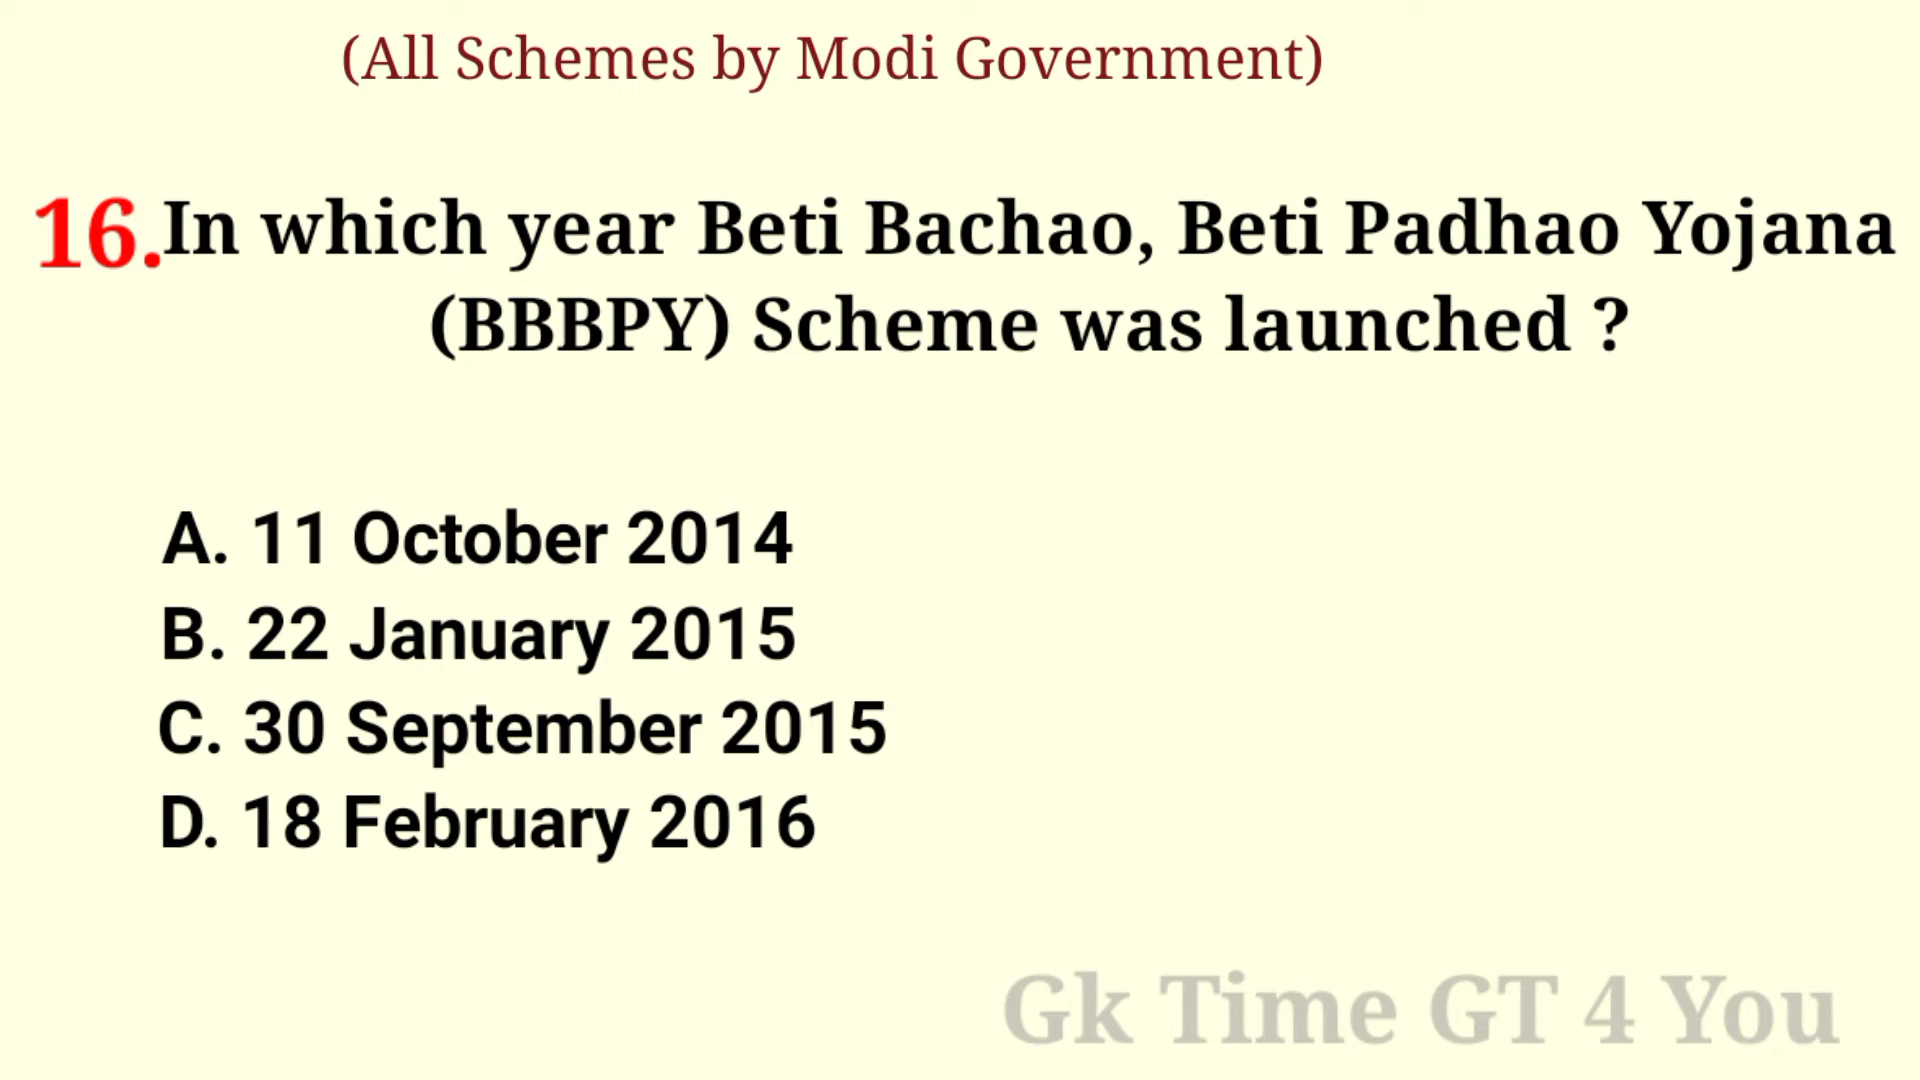 (All Schemes by Modi Government)
16.In which year Beti Bachao, Beti Padhao Yojana
(BBBPY) Scheme was launched ?
A. 11 October 2014
B. 22 January 2015
C. 30 September 2015
D. 18 February 2016
Gk Time GT 4 You